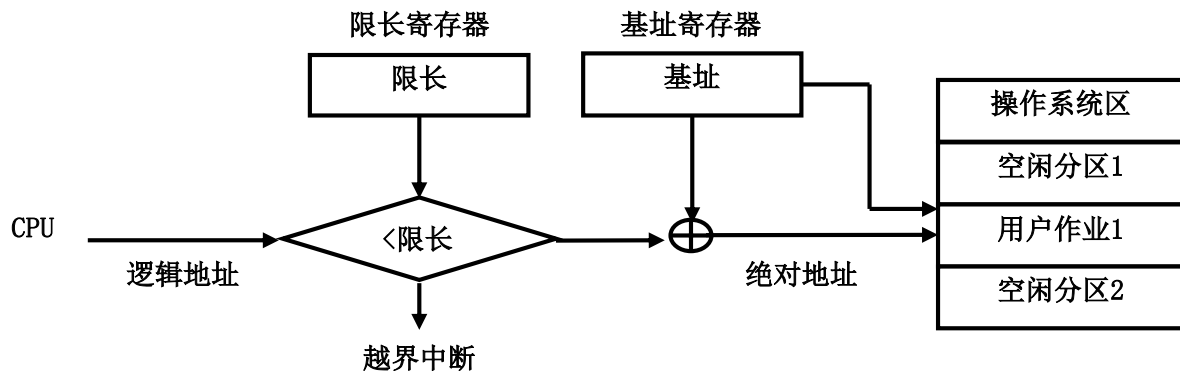 限长寄存器
基址寄存器
限长
基址
操作系统区
空闲分区1
CPU
<限长
用户作业1
逻辑地址
绝对地址
空闲分区2
越界中断